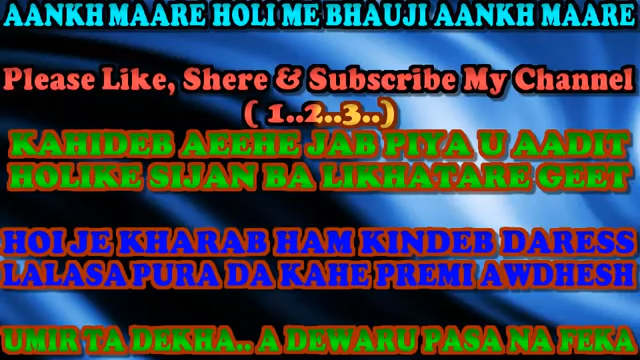 AANKH MAARE HOLI ME BHAUJI AANKH MAARE
Please Like, Shere & Subscribe My Channel
( 1..2..3..)
KAHIDEB AEEHE JAB PIYA U AADIT
HOLIKE SIJAN BA LIKHATARE GEET
HOI JE KHARAB HAM KINDEB DARESS
LALASA PURA DA KAHE PREMI AWDHESH
UMIR TA DEKHA.. A DEWARU PASA NA FEKA